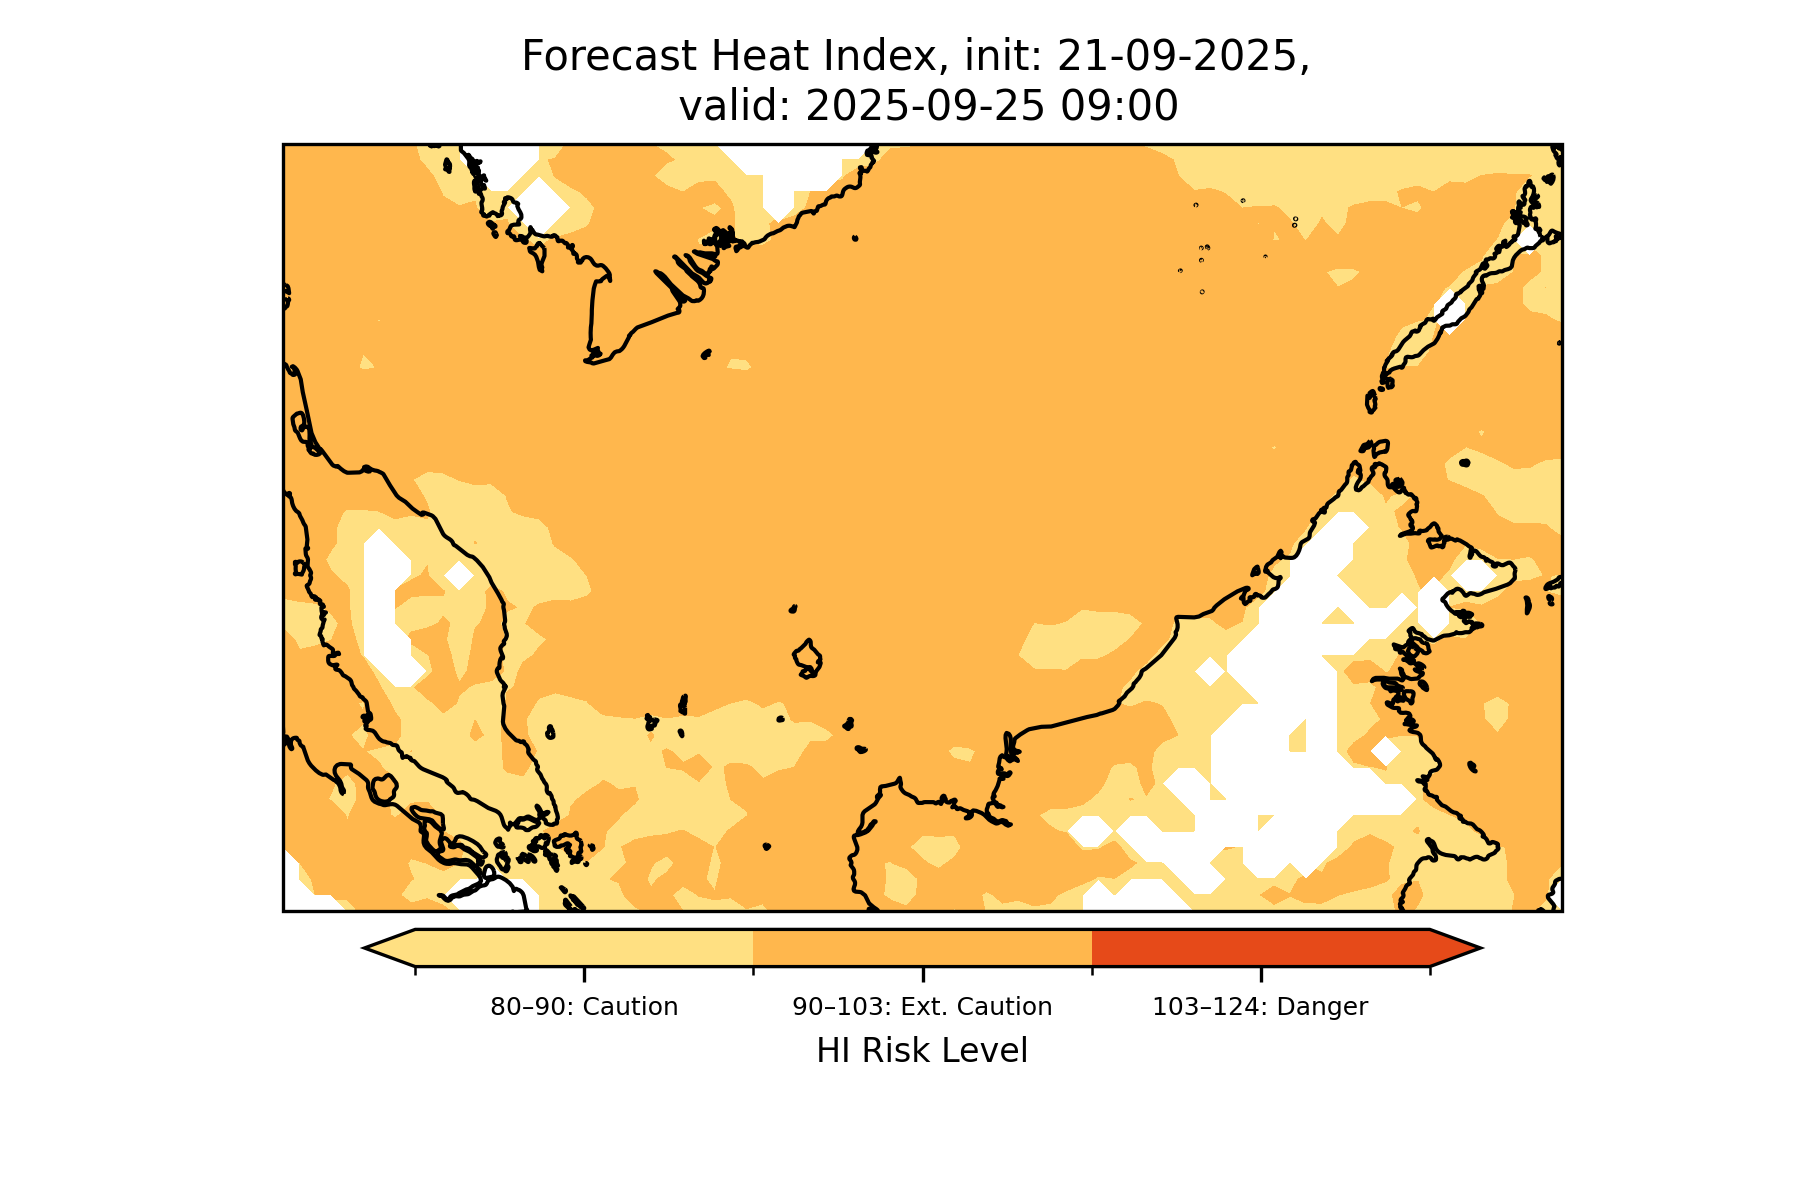 Forecast Heat Index, init: 21-09-2025,
valid: 2025-09-25 09:00
80–90: Caution
90–103: Ext. Caution
103–124: Danger
HI Risk Level